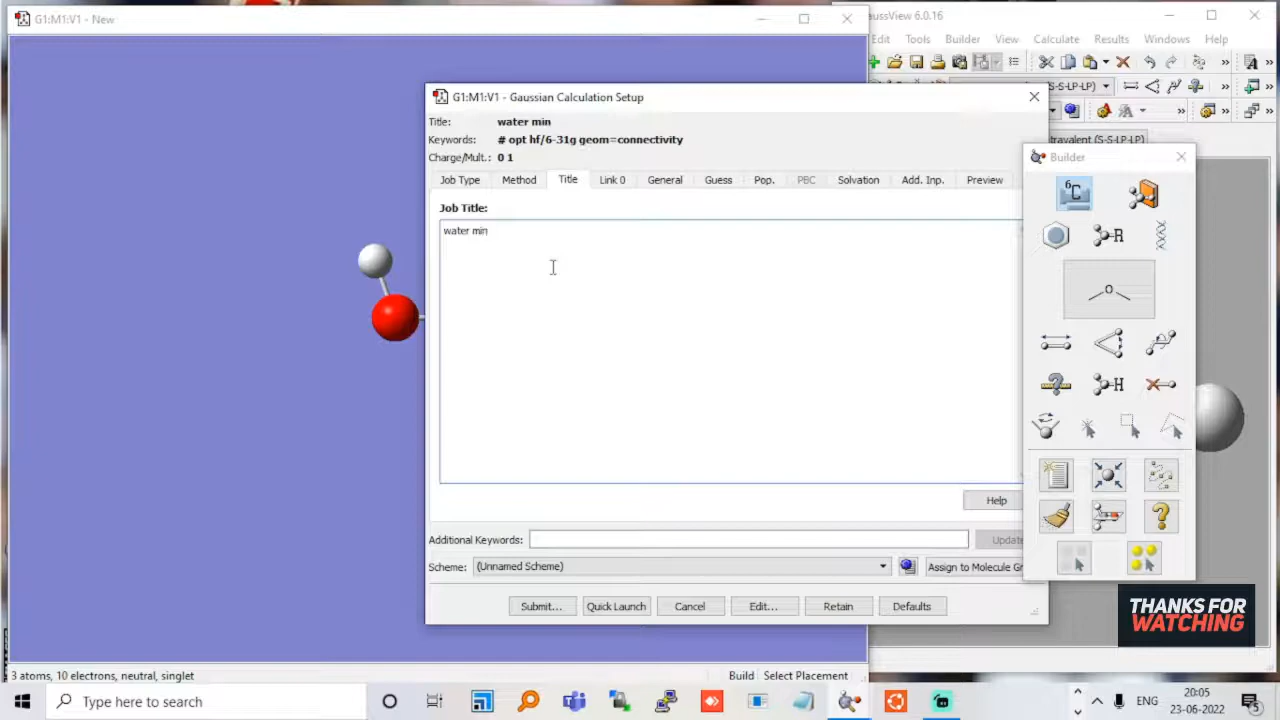 G1:M1:V1 - New
GaussView 6.0.16
Edit Tools Builder View Calculate Results Windows Help
S-S-LP-LP)
G1:M1:V1 - Gaussian Calculation Setup
Title: water min
Keywords: # opt hf/6-31g geom=connectivity
Charge/Mult.: 0 1
travalent (S-S-LP-LP)
Builder
Job Type Method Title Link 0 General Guess Pop. PBC Solvation Add. Inp. Preview
Job Title:
water min
6C
R
O
H
Help
Additional Keywords: Update
Scheme: (Unnamed Scheme) Assign to Molecule Gr
Submit... Quick Launch Cancel Edit... Retain Defaults
THANKS FOR
WATCHING
3 atoms, 10 electrons, neutral, singlet Build Select Placement
Type here to search
ENG 20:05
23-06-2022 5